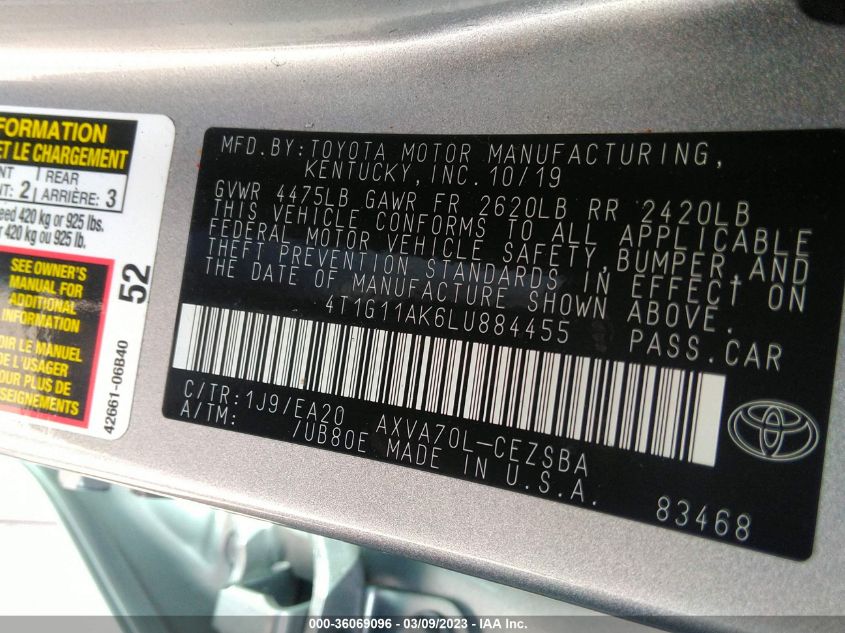 FORMATION
ET LE CHARGEMENT
NT
REAR
NT: 2
ARRIÈRE: 3
eed 420 kg or 925 lbs.
420 kg ou 925 lb.
SEE OWNER'S
MANUAL FOR
ADDITIONAL
INFORMATION
OIR LE MANUEL
DE L'USAGER
POUR PLUS DE
SEIGNEMENTS
52
42661-06B40
MFD.BY:TOYOTA MOTOR MANUFACTURING,
KENTUCKY, INC. 10/19
GVWR 4475LB GAWR FR 2620LB RR 2420LB
THIS VEHICLE CONFORMS TO ALL APPLICABLE
FEDERAL MOTOR VEHICLE SAFETY,BUMPER,AND
THEFT PREVENTION STANDARDS IN EFFECT ON
THE DATE OF MANUFACTURE SHOWN ABOVE.
4T1G11AK6LU884455 PASS.CAR
C/TR:1J9/EA20 AXVA70L-CEZSBA
A/TM: /UB80E MADE IN U.S.A.
83468
000-36069096 — 03/09/2023 — IAA Inc.